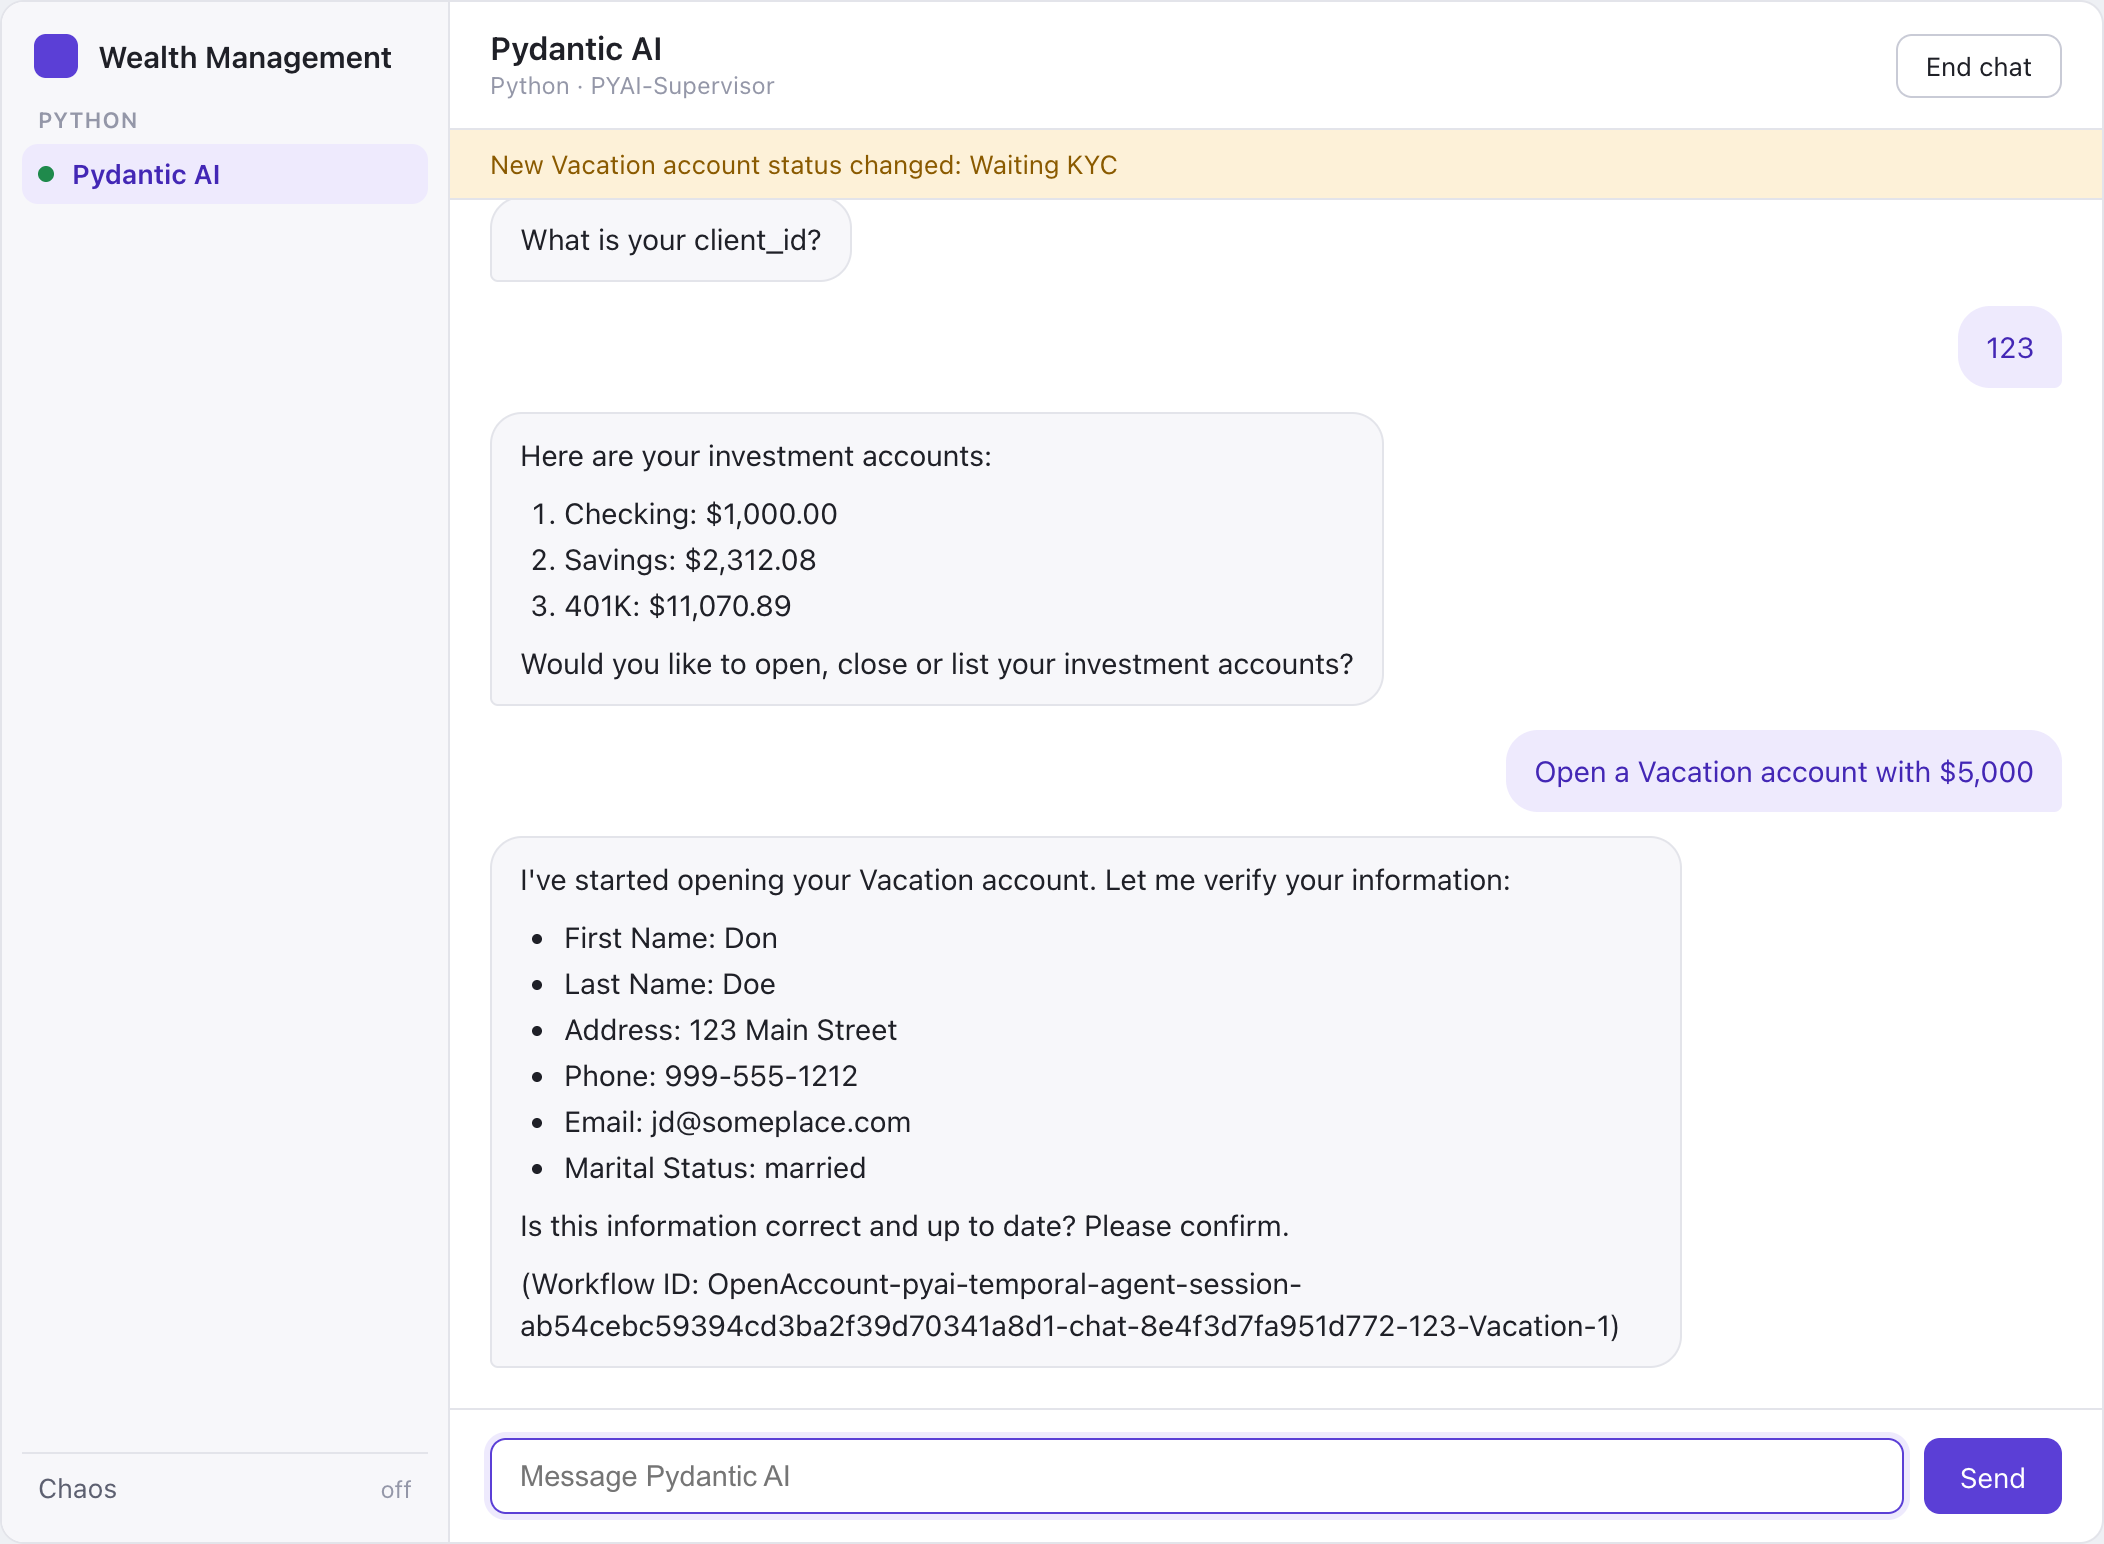 Wealth Management
PYTHON
Pydantic AI
Chaos
off
Pydantic AI
Python · PYAI-Supervisor
End chat
New Vacation account status changed: Waiting KYC
What is your client_id?
123
Here are your investment accounts:
1. Checking: $1,000.00
2. Savings: $2,312.08
3. 401K: $11,070.89
Would you like to open, close or list your investment accounts?
Open a Vacation account with $5,000
I've started opening your Vacation account. Let me verify your information:
• First Name: Don
• Last Name: Doe
• Address: 123 Main Street
• Phone: 999-555-1212
• Email: jd@someplace.com
• Marital Status: married
Is this information correct and up to date? Please confirm.
(Workflow ID: OpenAccount-pyai-temporal-agent-session-
ab54cebc59394cd3ba2f39d70341a8d1-chat-8e4f3d7fa951d772-123-Vacation-1)
Message Pydantic AI
Send